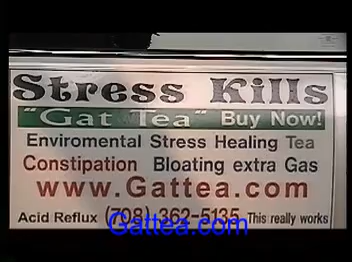 Stress Kills
"Gat Tea" Buy Now!
Enviromental Stress Healing Tea
Constipation Bloating extra Gas
www.Gattea.com
Acid Reflux (708) 362-5135 This really works
Gattea.com